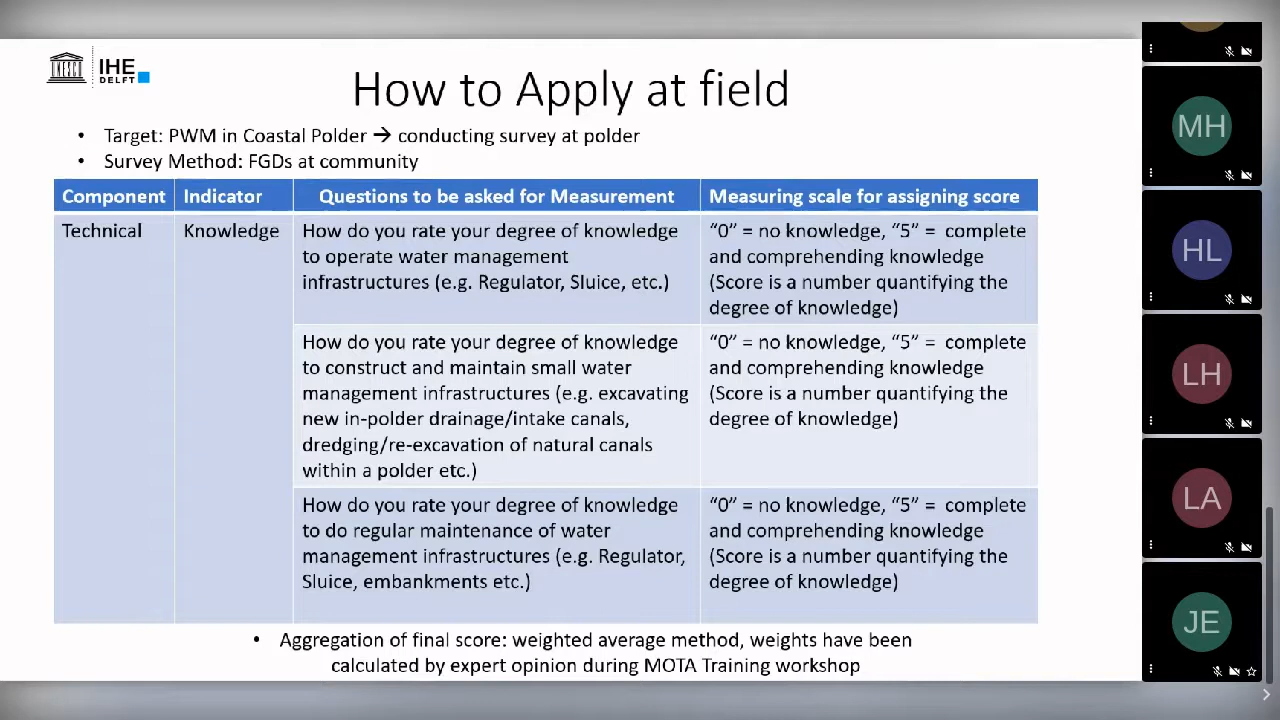 UNESCO
IHE
DELFT
How to Apply at field
• Target: PWM in Coastal Polder → conducting survey at polder
• Survey Method: FGDs at community
Component Indicator Questions to be asked for Measurement Measuring scale for assigning score
Technical Knowledge
How do you rate your degree of knowledge
to operate water management
infrastructures (e.g. Regulator, Sluice, etc.)
“0” = no knowledge, “5” = complete
and comprehending knowledge
(Score is a number quantifying the
degree of knowledge)
How do you rate your degree of knowledge
to construct and maintain small water
management infrastructures (e.g. excavating
new in-polder drainage/intake canals,
dredging/re-excavation of natural canals
within a polder etc.)
“0” = no knowledge, “5” = complete
and comprehending knowledge
(Score is a number quantifying the
degree of knowledge)
How do you rate your degree of knowledge
to do regular maintenance of water
management infrastructures (e.g. Regulator,
Sluice, embankments etc.)
“0” = no knowledge, “5” = complete
and comprehending knowledge
(Score is a number quantifying the
degree of knowledge)
• Aggregation of final score: weighted average method, weights have been
calculated by expert opinion during MOTA Training workshop
MH
HL
LH
LA
JE